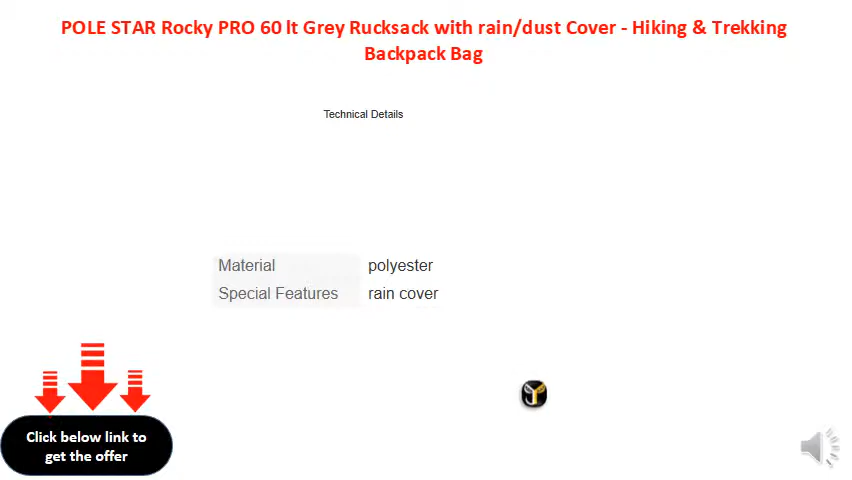 POLE STAR Rocky PRO 60 lt Grey Rucksack with rain/dust Cover - Hiking & Trekking
Backpack Bag
Technical Details
Material polyester
Special Features rain cover
Click below link to
get the offer